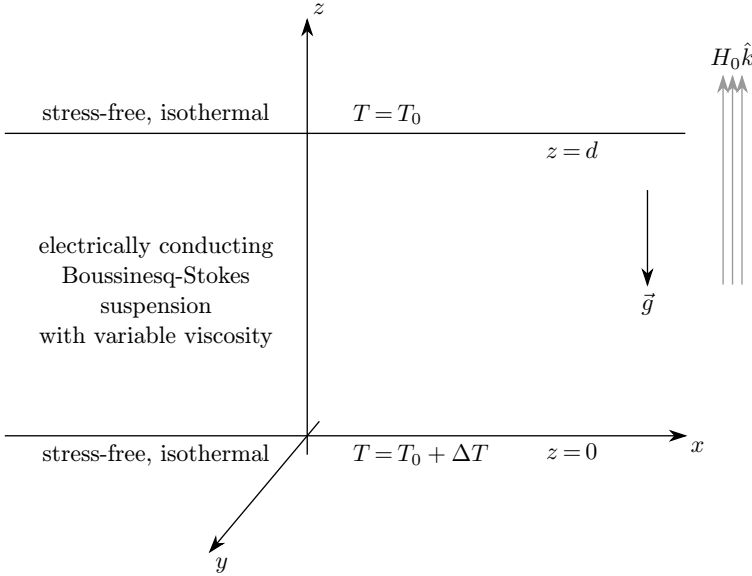 z
H₀k̂
stress-free, isothermal
T = T₀
z = d
electrically conducting
Boussinesq-Stokes
suspension
with variable viscosity
g⃗
stress-free, isothermal
T = T₀ + ΔT
z = 0
x
y